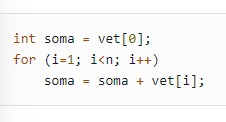 int soma = vet[0];
for (i=1; i<n; i++)
    soma = soma + vet[i];